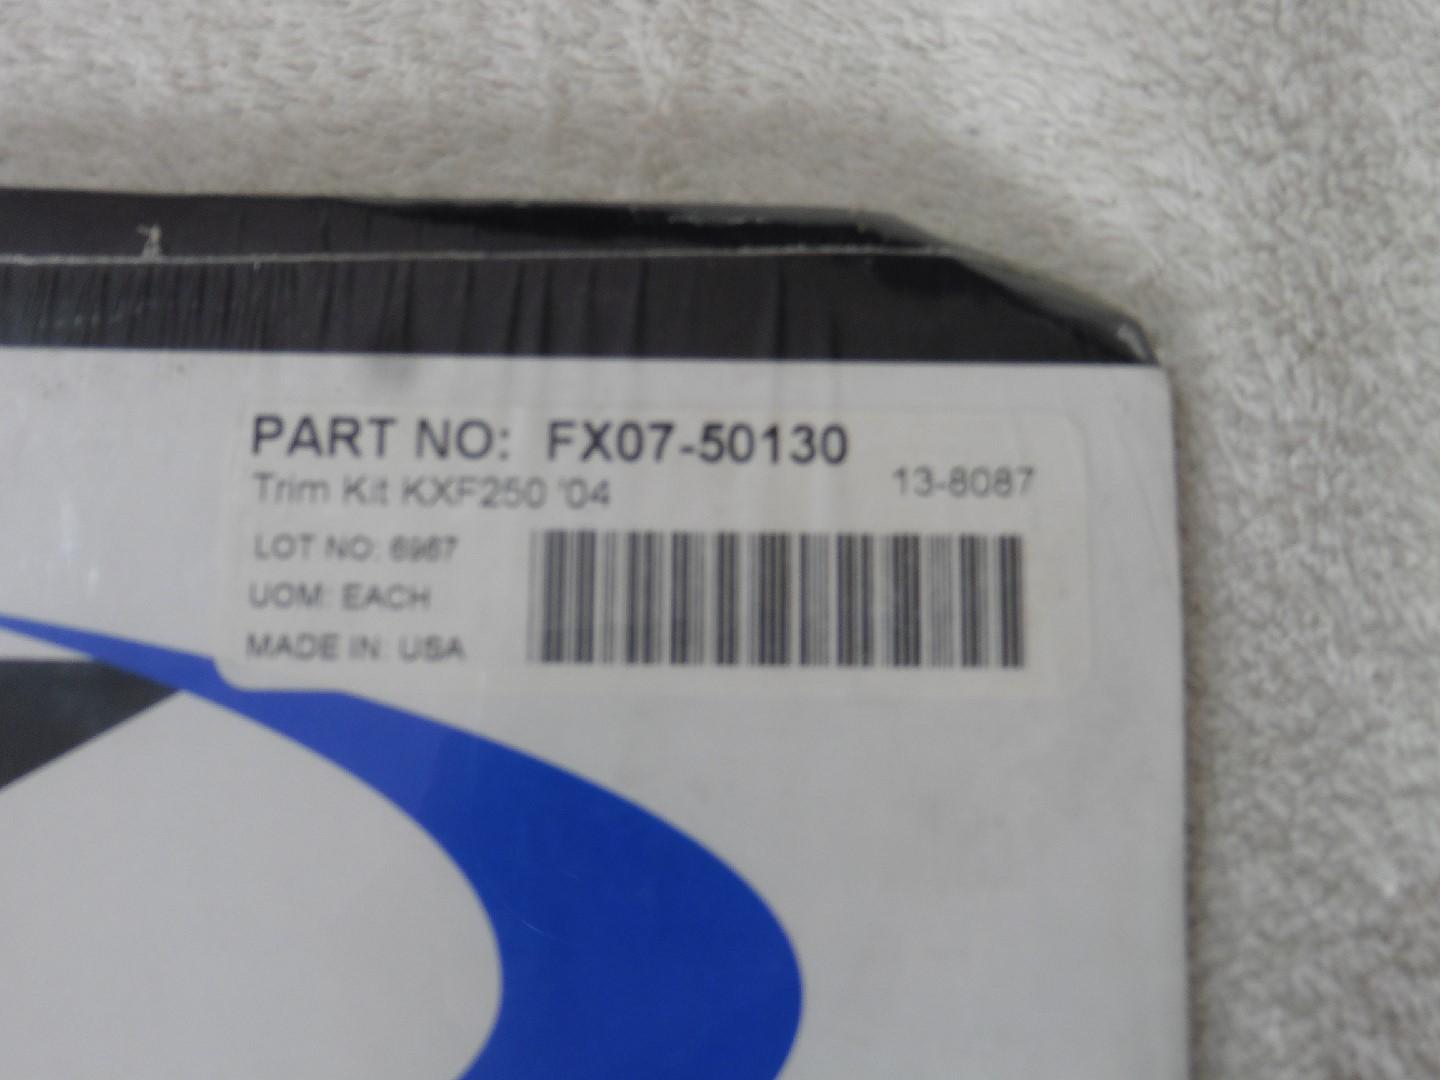 PART NO: FX07-50130
Trim Kit KXF250 '04
13-8087
LOT NO: 6967
UOM: EACH
MADE IN: USA